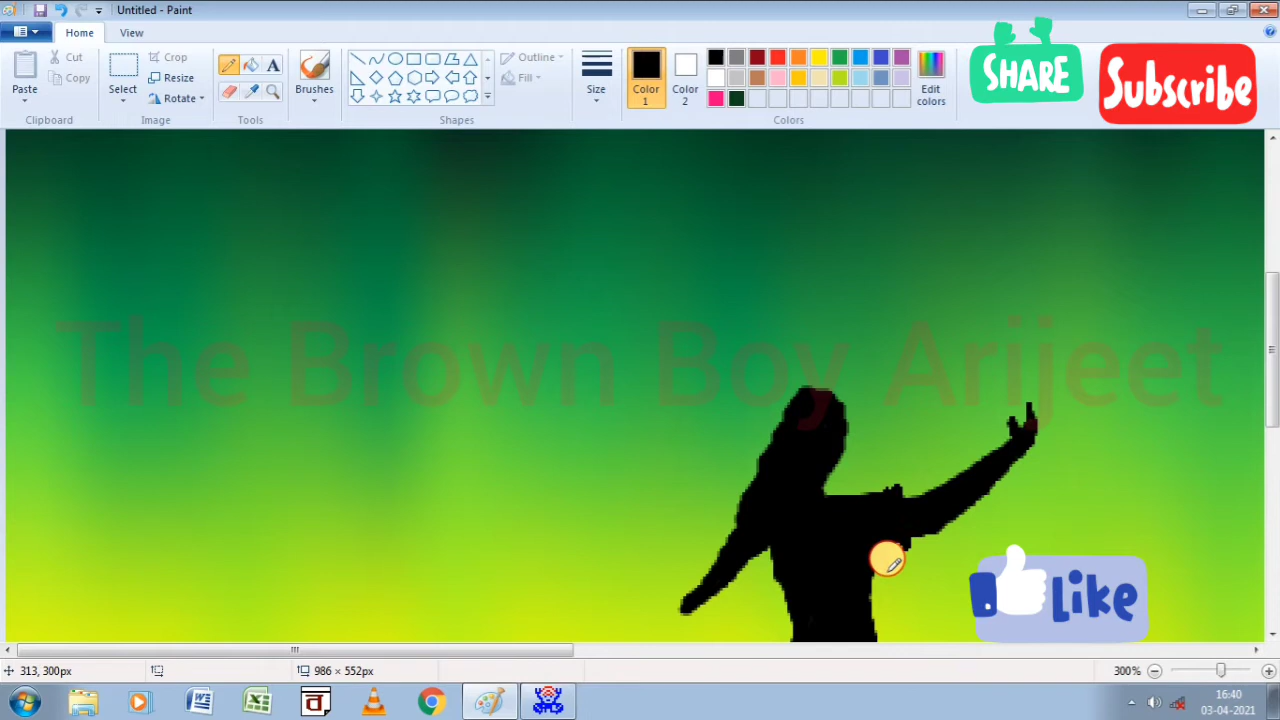 Untitled - Paint
Home View
Paste
Cut
Copy
Clipboard
Select
Crop
Resize
Rotate
Image
A
Tools
Brushes
Shapes
Outline
Fill
Size
Color 1
Color 2
Colors
Edit colors
SHARE
Subscribe
The Brown Boy Arijeet
Like
313, 300px
986 × 552px
300%
व
16:40
03-04-2021